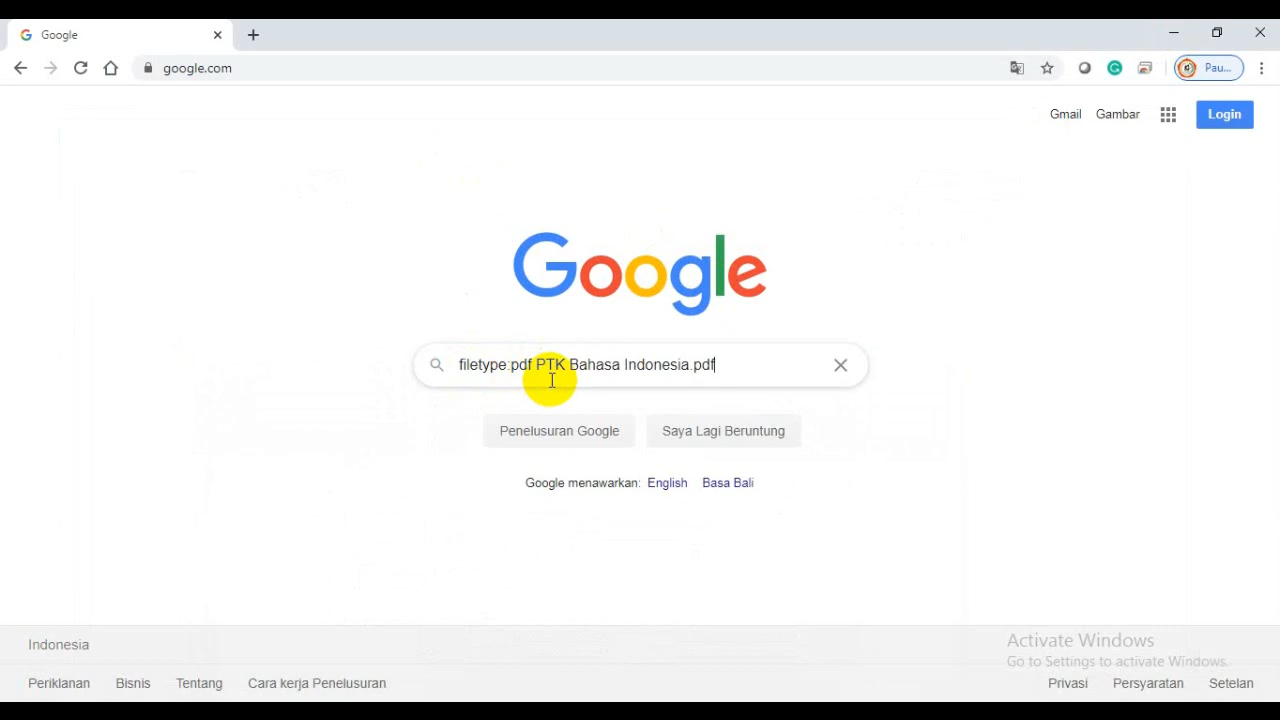 Google
google.com
Pau...
Gmail Gambar Login
Google
filetype:pdf PTK Bahasa Indonesia.pdf
Penelusuran Google Saya Lagi Beruntung
Google menawarkan: English Basa Bali
Indonesia
Activate Windows
Go to Settings to activate Windows.
Periklanan Bisnis Tentang Cara kerja Penelusuran Privasi Persyaratan Setelan